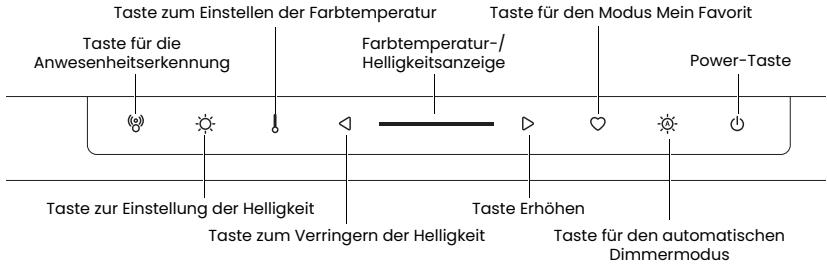 Taste zum Einstellen der Farbtemperatur
Taste für den Modus Mein Favorit
Taste für die
Anwesenheitserkennung
Farbtemperatur-/
Helligkeitsanzeige
Power-Taste
A
Taste zur Einstellung der Helligkeit
Taste Erhöhen
Taste zum Verringern der Helligkeit
Taste für den automatischen
Dimmermodus